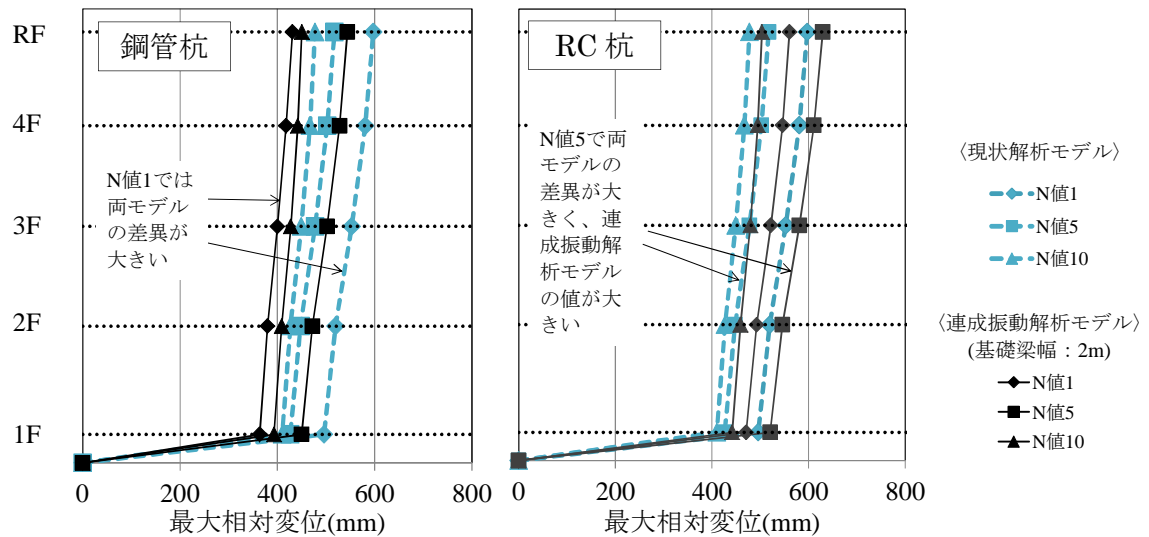 鋼管杭
RF
4F
3F
2F
1F
N値1では
両モデル
の差異が
大きい
0
200
400
600
800
最大相対変位(mm)
RC 杭
N値5で両
モデルの
差異が大
きく、連
成振動解
析モデル
の値が大
きい
0
200
400
600
800
最大相対変位(mm)
〈現状解析モデル〉
N値1
N値5
N値10
〈連成振動解析モデル〉
(基礎梁幅：2m)
N値1
N値5
N値10